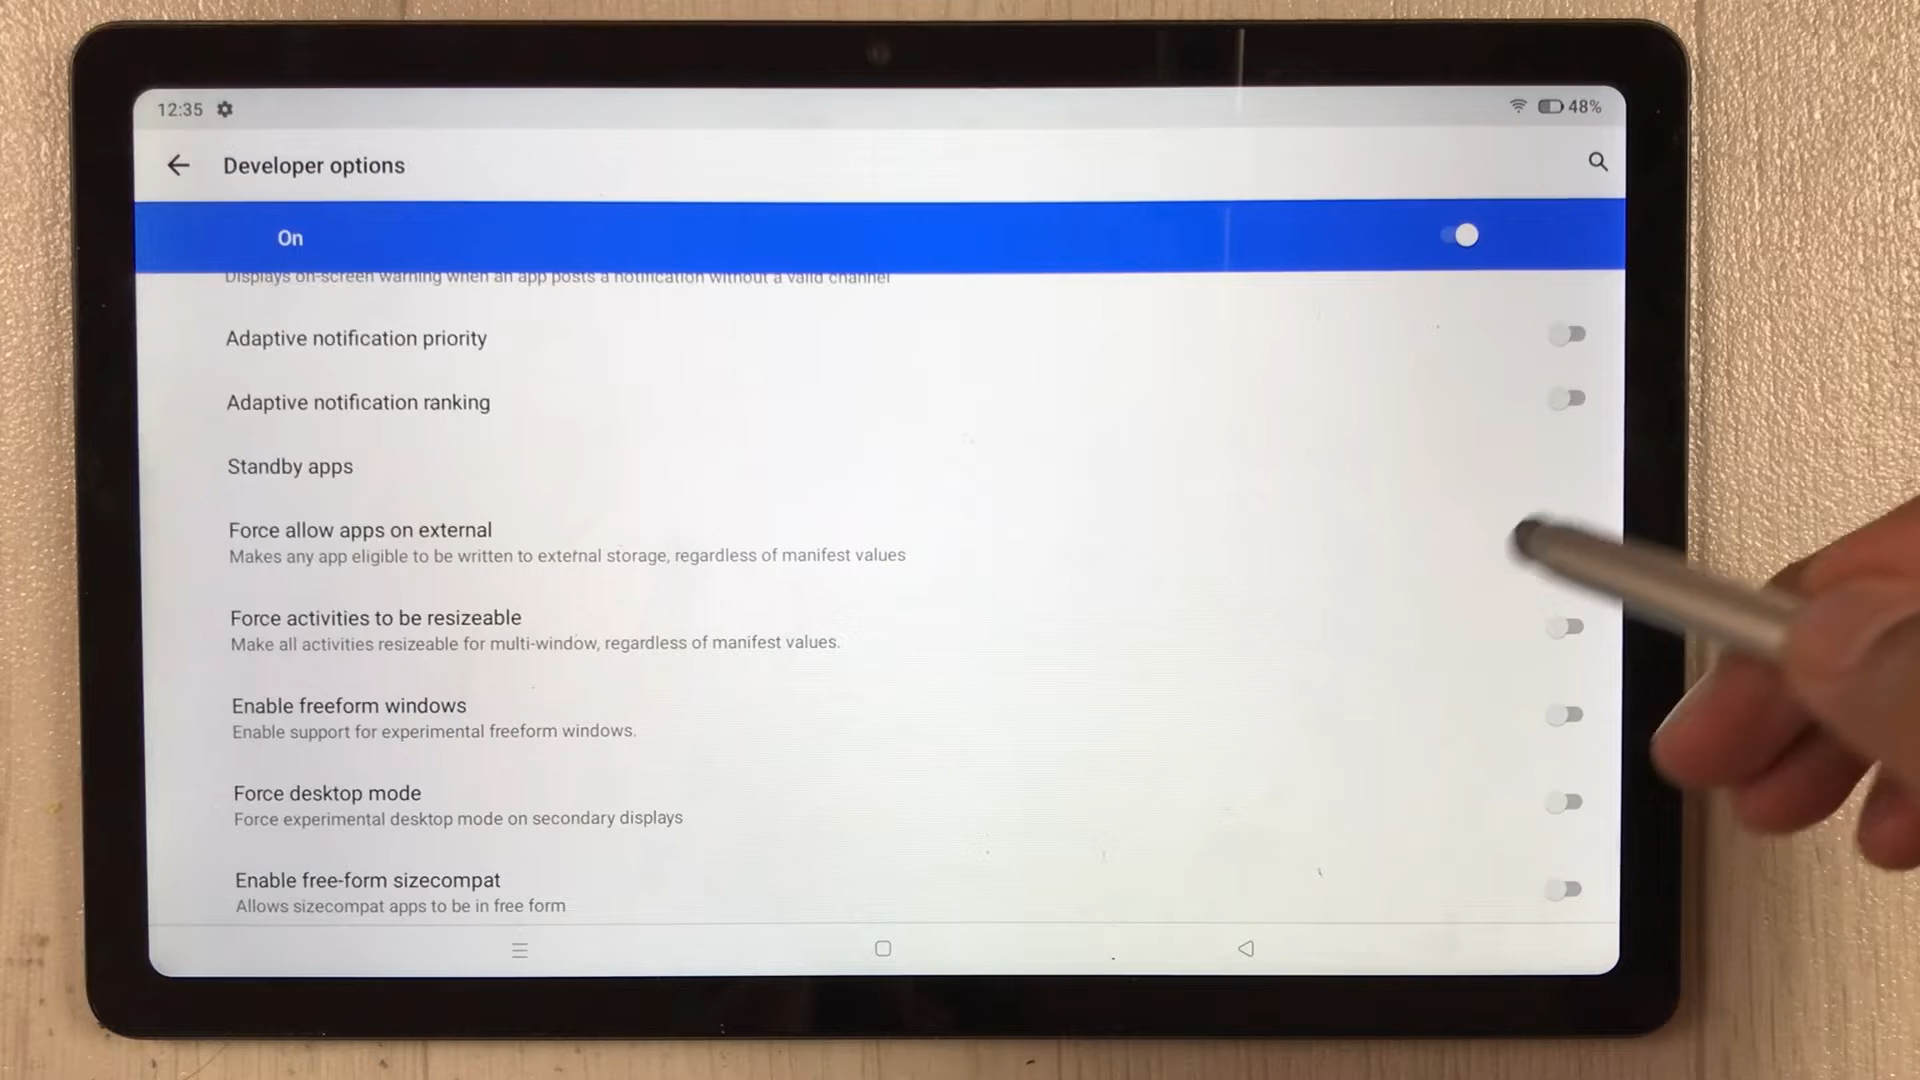 12:35
48%
Developer options
On
Displays on-screen warning when an app posts a notification without a valid channel
Adaptive notification priority
Adaptive notification ranking
Standby apps
Force allow apps on external
Makes any app eligible to be written to external storage, regardless of manifest values
Force activities to be resizeable
Make all activities resizeable for multi-window, regardless of manifest values.
Enable freeform windows
Enable support for experimental freeform windows.
Force desktop mode
Force experimental desktop mode on secondary displays
Enable free-form sizecompat
Allows sizecompat apps to be in free form